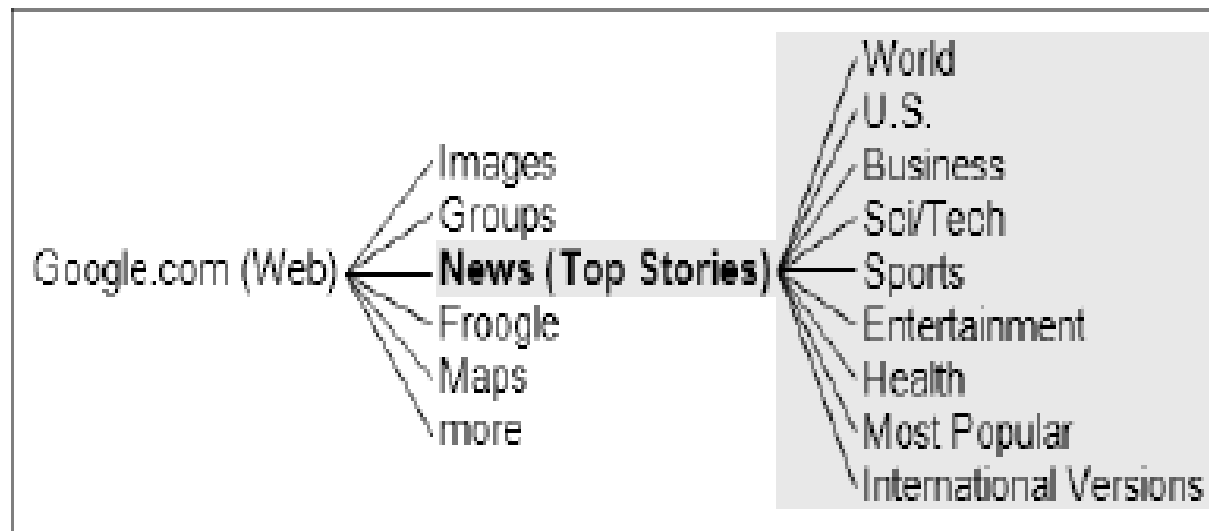 Google.com (Web)
Images
Groups
News (Top Stories)
Froogle
Maps
more
World
U.S.
Business
Sci/Tech
Sports
Entertainment
Health
Most Popular
International Versions